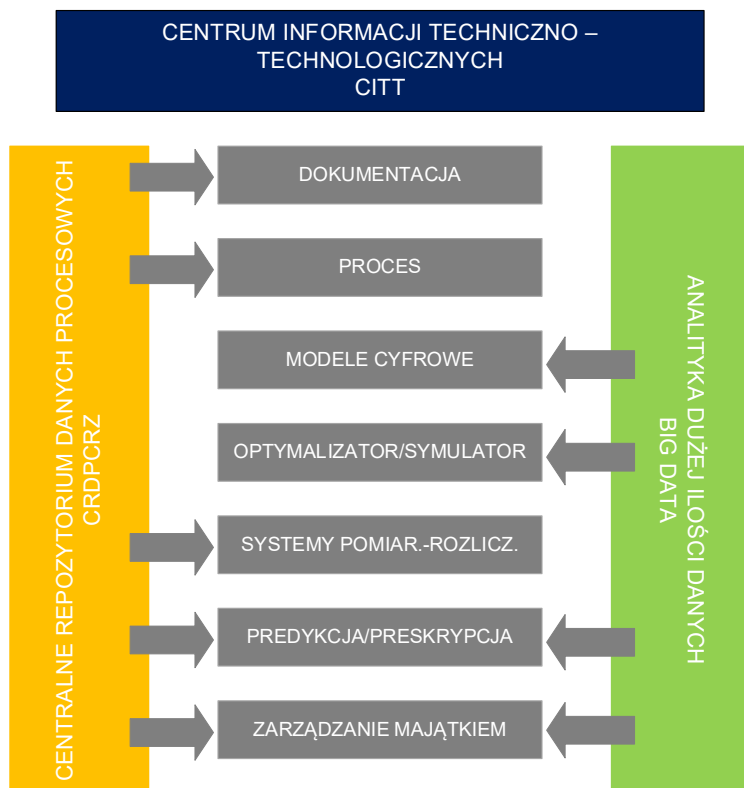 CENTRUM INFORMACJI TECHNICZNO –
TECHNOLOGICZNYCH
CITT
CENTRALNE REPOZYTORIUM DANYCH PROCESOWYCH
CRDPCRZ
DOKUMENTACJA
PROCES
MODELE CYFROWE
OPTYMALIZATOR/SYMULATOR
SYSTEMY POMIAR.-ROZLICZ.
PREDYKCJA/PRESKRYPCJA
ZARZĄDZANIE MAJĄTKIEM
ANALITYKA DUŻEJ ILOŚCI DANYCH
BIG DATA